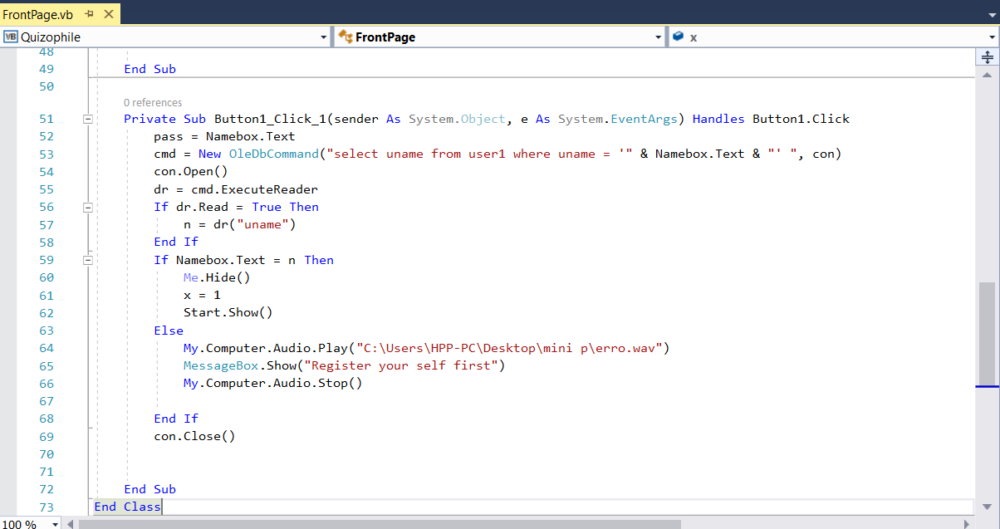 FrontPage.vb
VB Quizophile FrontPage x
48
49 End Sub
50
0 references
51 Private Sub Button1_Click_1(sender As System.Object, e As System.EventArgs) Handles Button1.Click
52 pass = Namebox.Text
53 cmd = New OleDbCommand("select uname from user1 where uname = '" & Namebox.Text & "' ", con)
54 con.Open()
55 dr = cmd.ExecuteReader
56 If dr.Read = True Then
57 n = dr("uname")
58 End If
59 If Namebox.Text = n Then
60 Me.Hide()
61 x = 1
62 Start.Show()
63 Else
64 My.Computer.Audio.Play("C:\Users\HPP-PC\Desktop\mini p\erro.wav")
65 MessageBox.Show("Register your self first")
66 My.Computer.Audio.Stop()
67
68 End If
69 con.Close()
70
71
72 End Sub
73 End Class
100 %